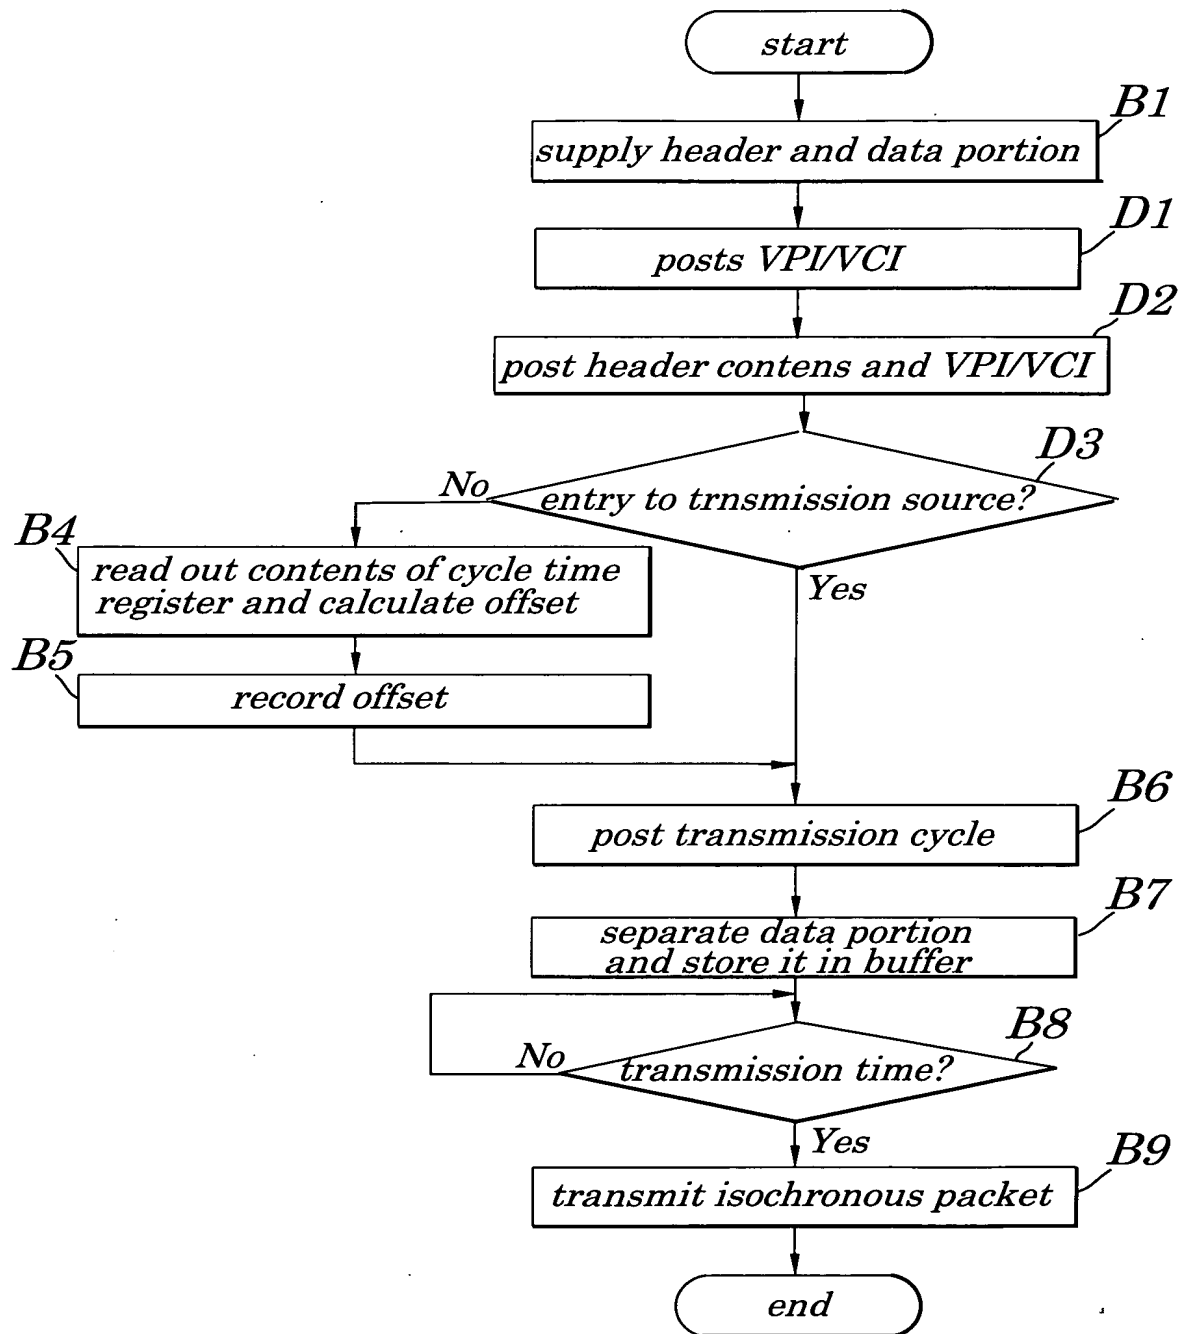 start
B1
supply header and data portion
D1
posts VPI/VCI
D2
post header contens and VPI/VCI
D3
No
entry to trnsmission source?
B4
read out contents of cycle time
register and calculate offset
Yes
B5
record offset
B6
post transmission cycle
B7
separate data portion
and store it in buffer
B8
No
transmission time?
Yes
B9
transmit isochronous packet
end